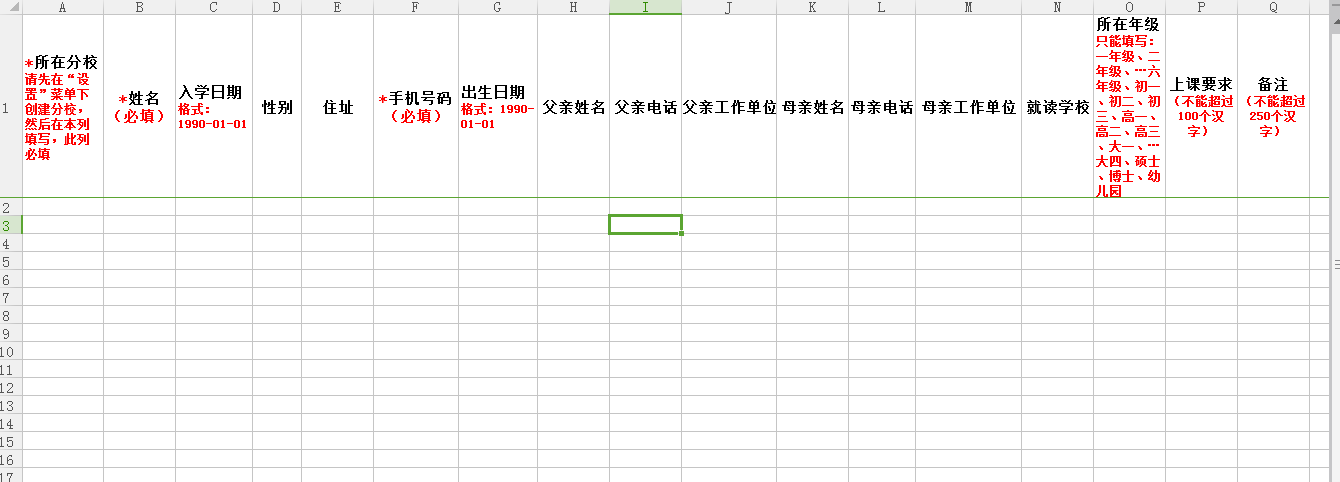 A B C D E F G H I J K L M N O P Q
1
*所在分校
请先在“设
置”菜单下
创建分校，
然后在本列
填写，此列
必填
*姓名
（必填）
入学日期
格式：
1990-01-01
性别
住址
*手机号码
（必填）
出生日期
格式：1990-
01-01
父亲姓名
父亲电话
父亲工作单位
母亲姓名
母亲电话
母亲工作单位
就读学校
所在年级
只能填写：
一年级、二
年级、…六
年级、初一
、初二、初
三、高一、
高二、高三
、大一、…
大四、硕士
、博士、幼
儿园
上课要求
（不能超过
100个汉
字）
备注
（不能超过
250个汉
字）
2
3
4
5
6
7
8
9
10
11
12
13
14
15
16
17